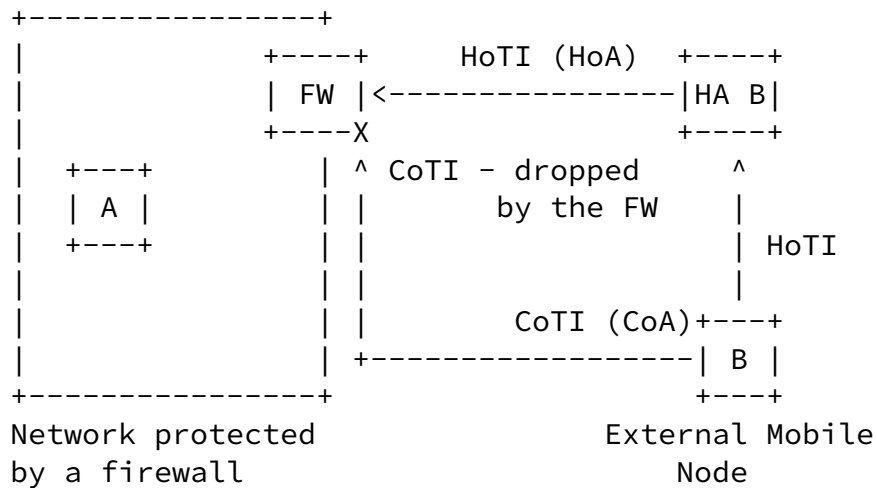 +----------------+
|             +----+     HoTI (HoA)  +----+
|             | FW |<----------------|HA B|
|             +----X                 +----+
|  +---+         | ^ CoTI - dropped     ^
|  | A |         | |       by the FW    |
|  +---+         | |                    | HoTI
|                | |                    |
|                | |        CoTI (CoA)+---+
|                | +------------------| B |
+----------------+                    +---+
Network protected                External Mobile
by a firewall                        Node